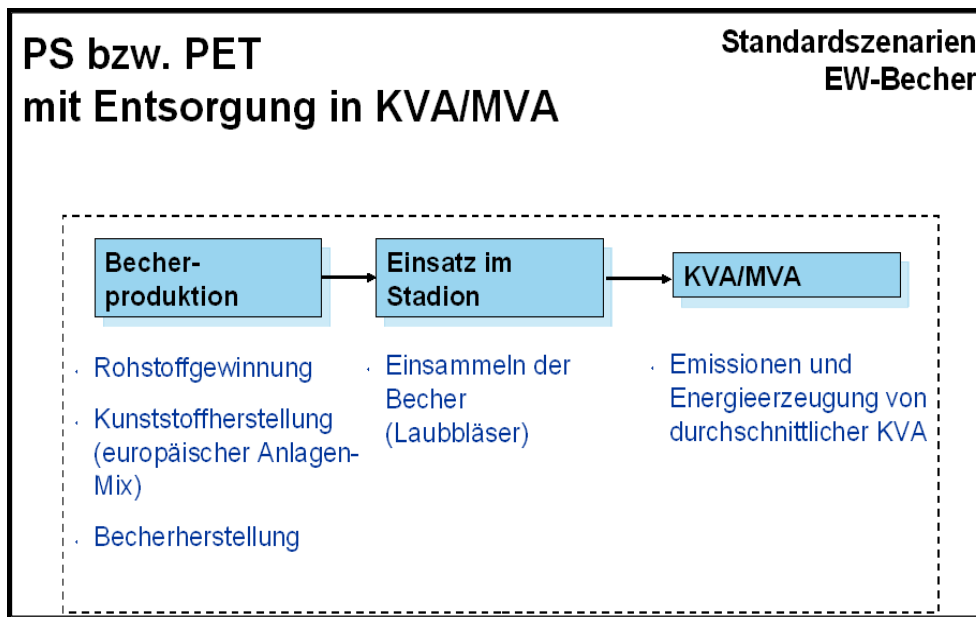 PS bzw. PET
mit Entsorgung in KVA/MVA
Standardszenarien
EW-Becher
Becher-
produktion
Einsatz im
Stadion
KVA/MVA
· Rohstoffgewinnung
· Kunststoffherstellung
(europäischer Anlagen-
Mix)
· Becherherstellung
· Einsammeln der
Becher
(Laubbläser)
· Emissionen und
Energieerzeugung von
durchschnittlicher KVA